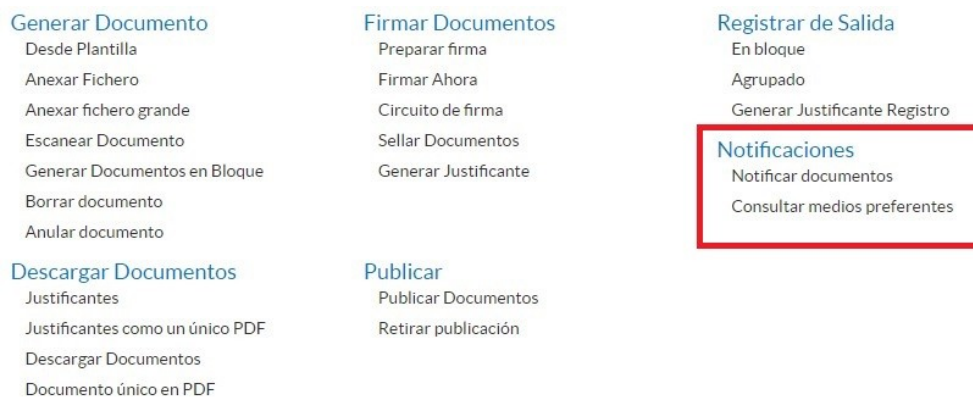 Generar Documento
Desde Plantilla
Anexar Fichero
Anexar fichero grande
Escanear Documento
Generar Documentos en Bloque
Borrar documento
Anular documento
Firmar Documentos
Preparar firma
Firmar Ahora
Circuito de firma
Sellar Documentos
Generar Justificante
Registrar de Salida
En bloque
Agrupado
Generar Justificante Registro
Notificaciones
Notificar documentos
Consultar medios preferentes
Descargar Documentos
Justificantes
Justificantes como un único PDF
Descargar Documentos
Documento único en PDF
Publicar
Publicar Documentos
Retirar publicación